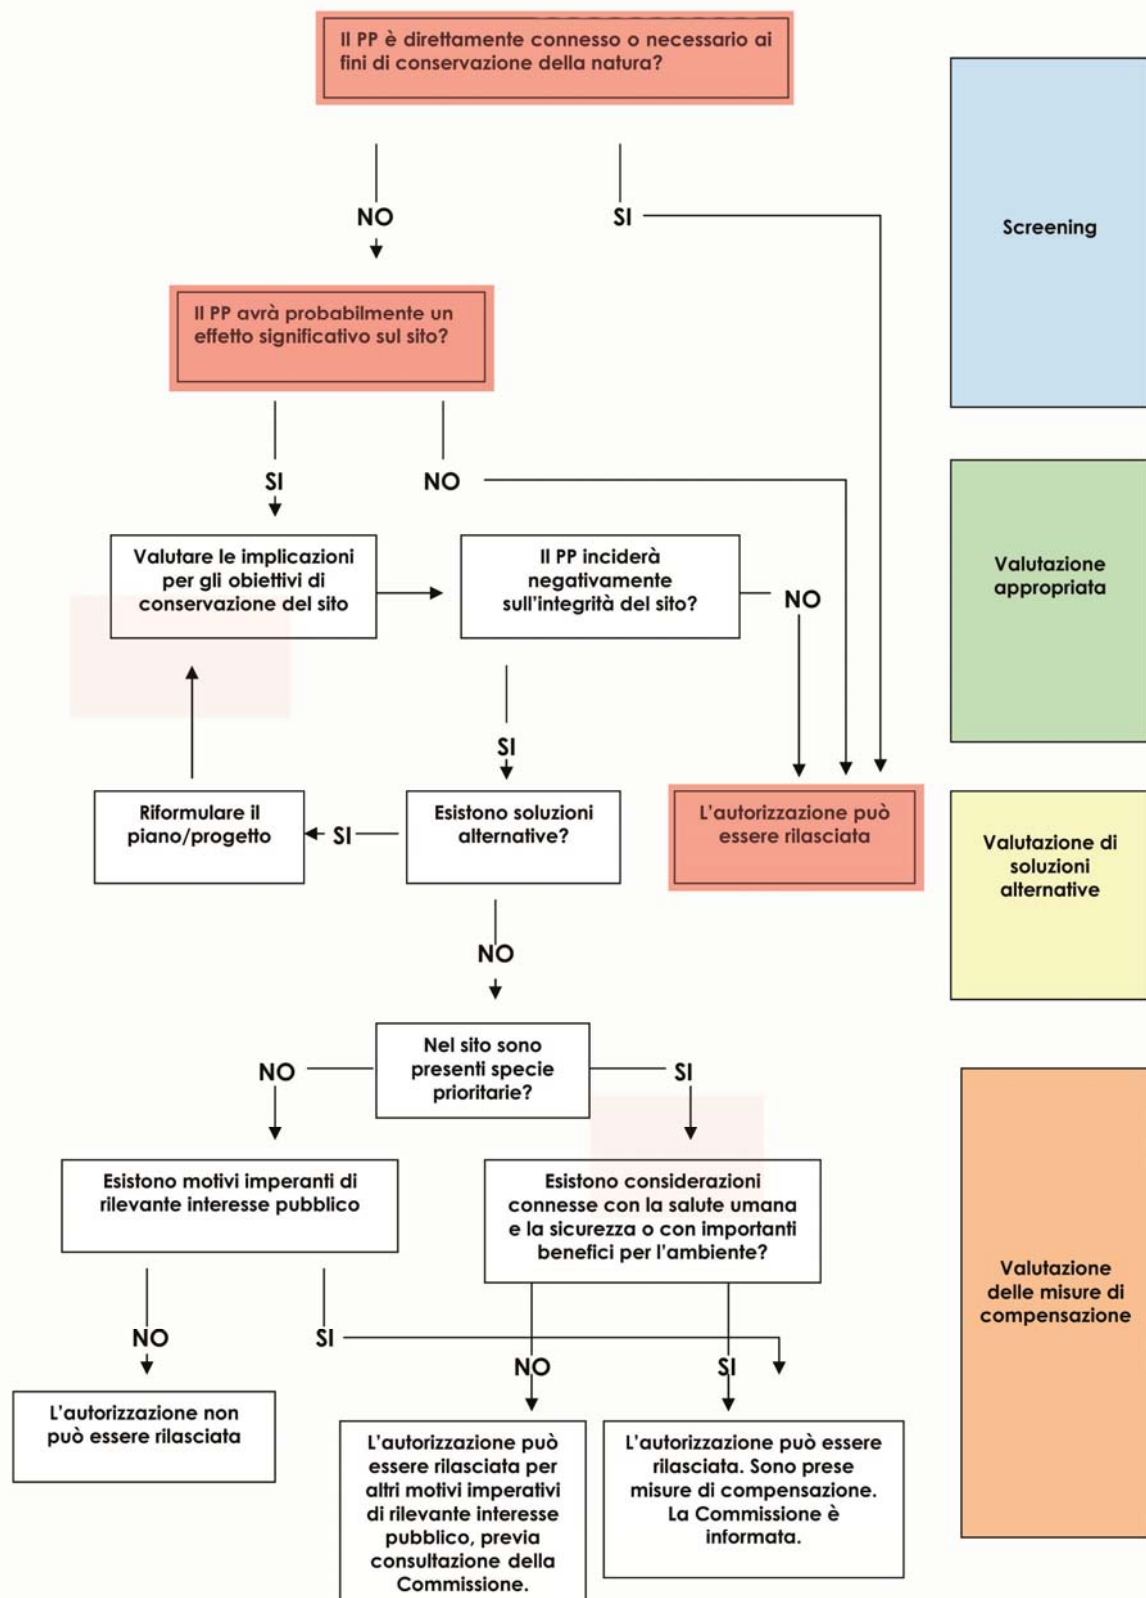 Il PP è direttamente connesso o necessario ai
fini di conservazione della natura?
Screening
NO
SI
Il PP avrà probabilmente un
effetto significativo sul sito?
SI
NO
Valutare le implicazioni
per gli obiettivi di
conservazione del sito
Il PP inciderà
negativamente
sull'integrità del sito?
NO
Valutazione
appropriata
SI
Riformulare il
piano/progetto
SI
Esistono soluzioni
alternative?
L'autorizzazione può
essere rilasciata
Valutazione di
soluzioni
alternative
NO
Nel sito sono
presenti specie
prioritarie?
NO
SI
Esistono motivi imperanti di
rilevante interesse pubblico
Esistono considerazioni
connesse con la salute umana
e la sicurezza o con importanti
benefici per l'ambiente?
Valutazione
delle misure di
compensazione
NO
SI
NO
SI
L'autorizzazione non
può essere rilasciata
L'autorizzazione può
essere rilasciata per
altri motivi imperativi
di rilevante interesse
pubblico, previa
consultazione della
Commissione.
L'autorizzazione può essere
rilasciata. Sono prese
misure di compensazione.
La Commissione è
informata.